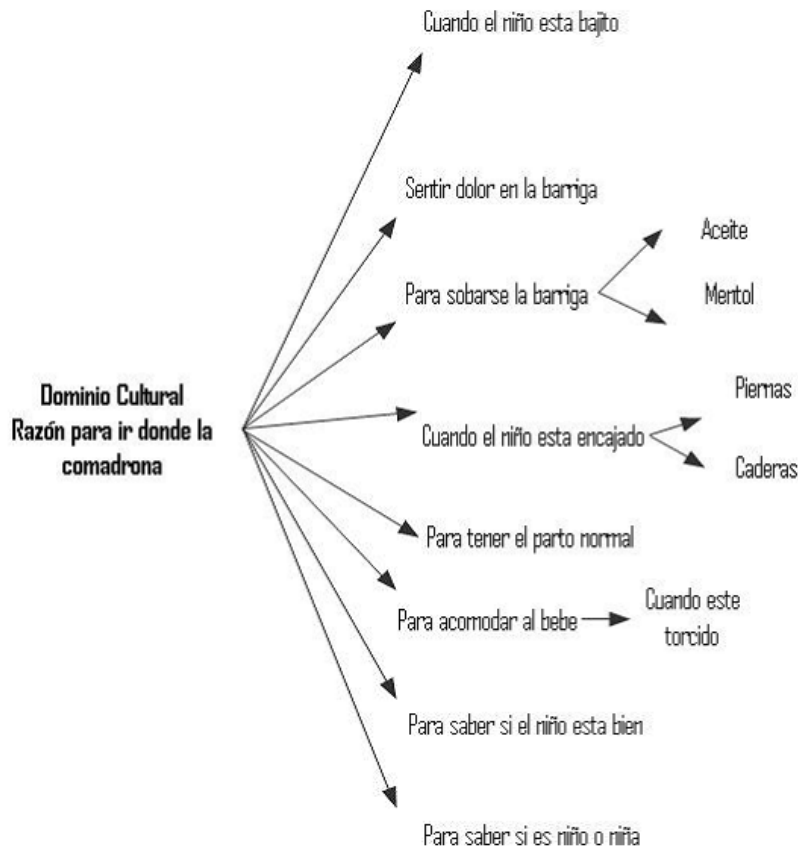 Cuando el niño esta bajito
Sentir dolor en la barriga
Aceite
Para sobarse la barriga
Mentol
Dominio Cultural
Razón para ir donde la
comadrona
Piernas
Cuando el niño esta encajado
Caderas
Para tener el parto normal
Para acomodar al bebe
Cuando este
torcido
Para saber si el niño esta bien
Para saber si es niño o niña